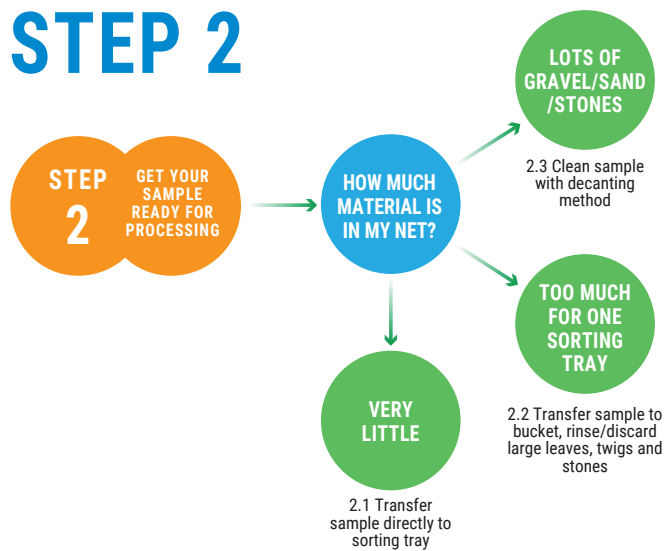 STEP 2
STEP
2
GET YOUR
SAMPLE
READY FOR
PROCESSING
HOW MUCH
MATERIAL IS
IN MY NET?
LOTS OF
GRAVEL/SAND
/STONES
2.3 Clean sample
with decanting
method
TOO MUCH
FOR ONE
SORTING
TRAY
2.2 Transfer sample to
bucket, rinse/discard
large leaves, twigs and
stones
VERY
LITTLE
2.1 Transfer
sample directly to
sorting tray